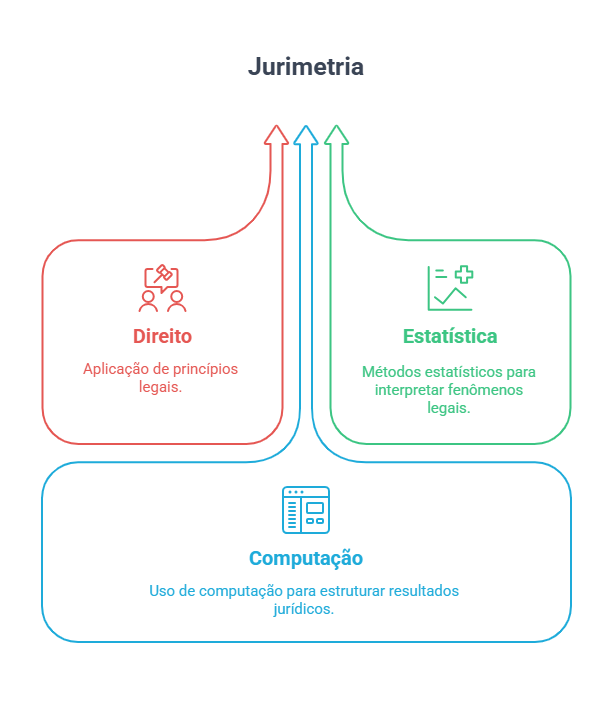 Jurimetria
Direito
Aplicação de princípios
legais.
Estatística
Métodos estatísticos para
interpretar fenômenos
legais.
Computação
Uso de computação para estruturar resultados
jurídicos.